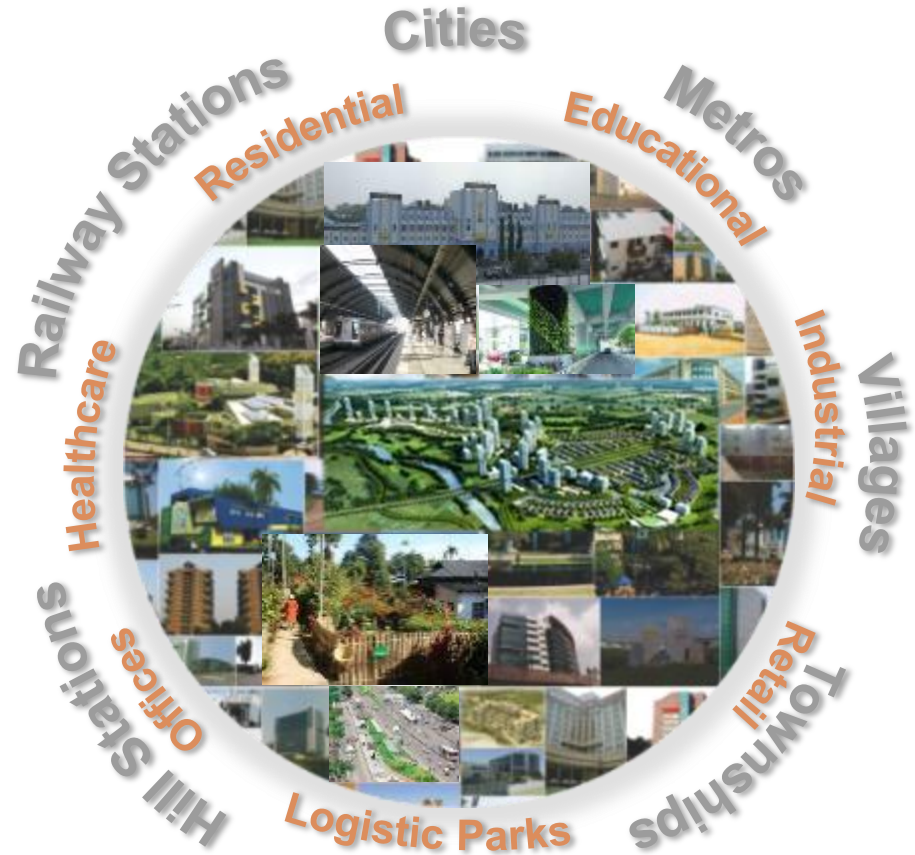 Cities
Metros
Villages
Townships
Hill Stations
Railway Stations
Residential
Educational
Industrial
Retail
Logistic Parks
Offices
Healthcare